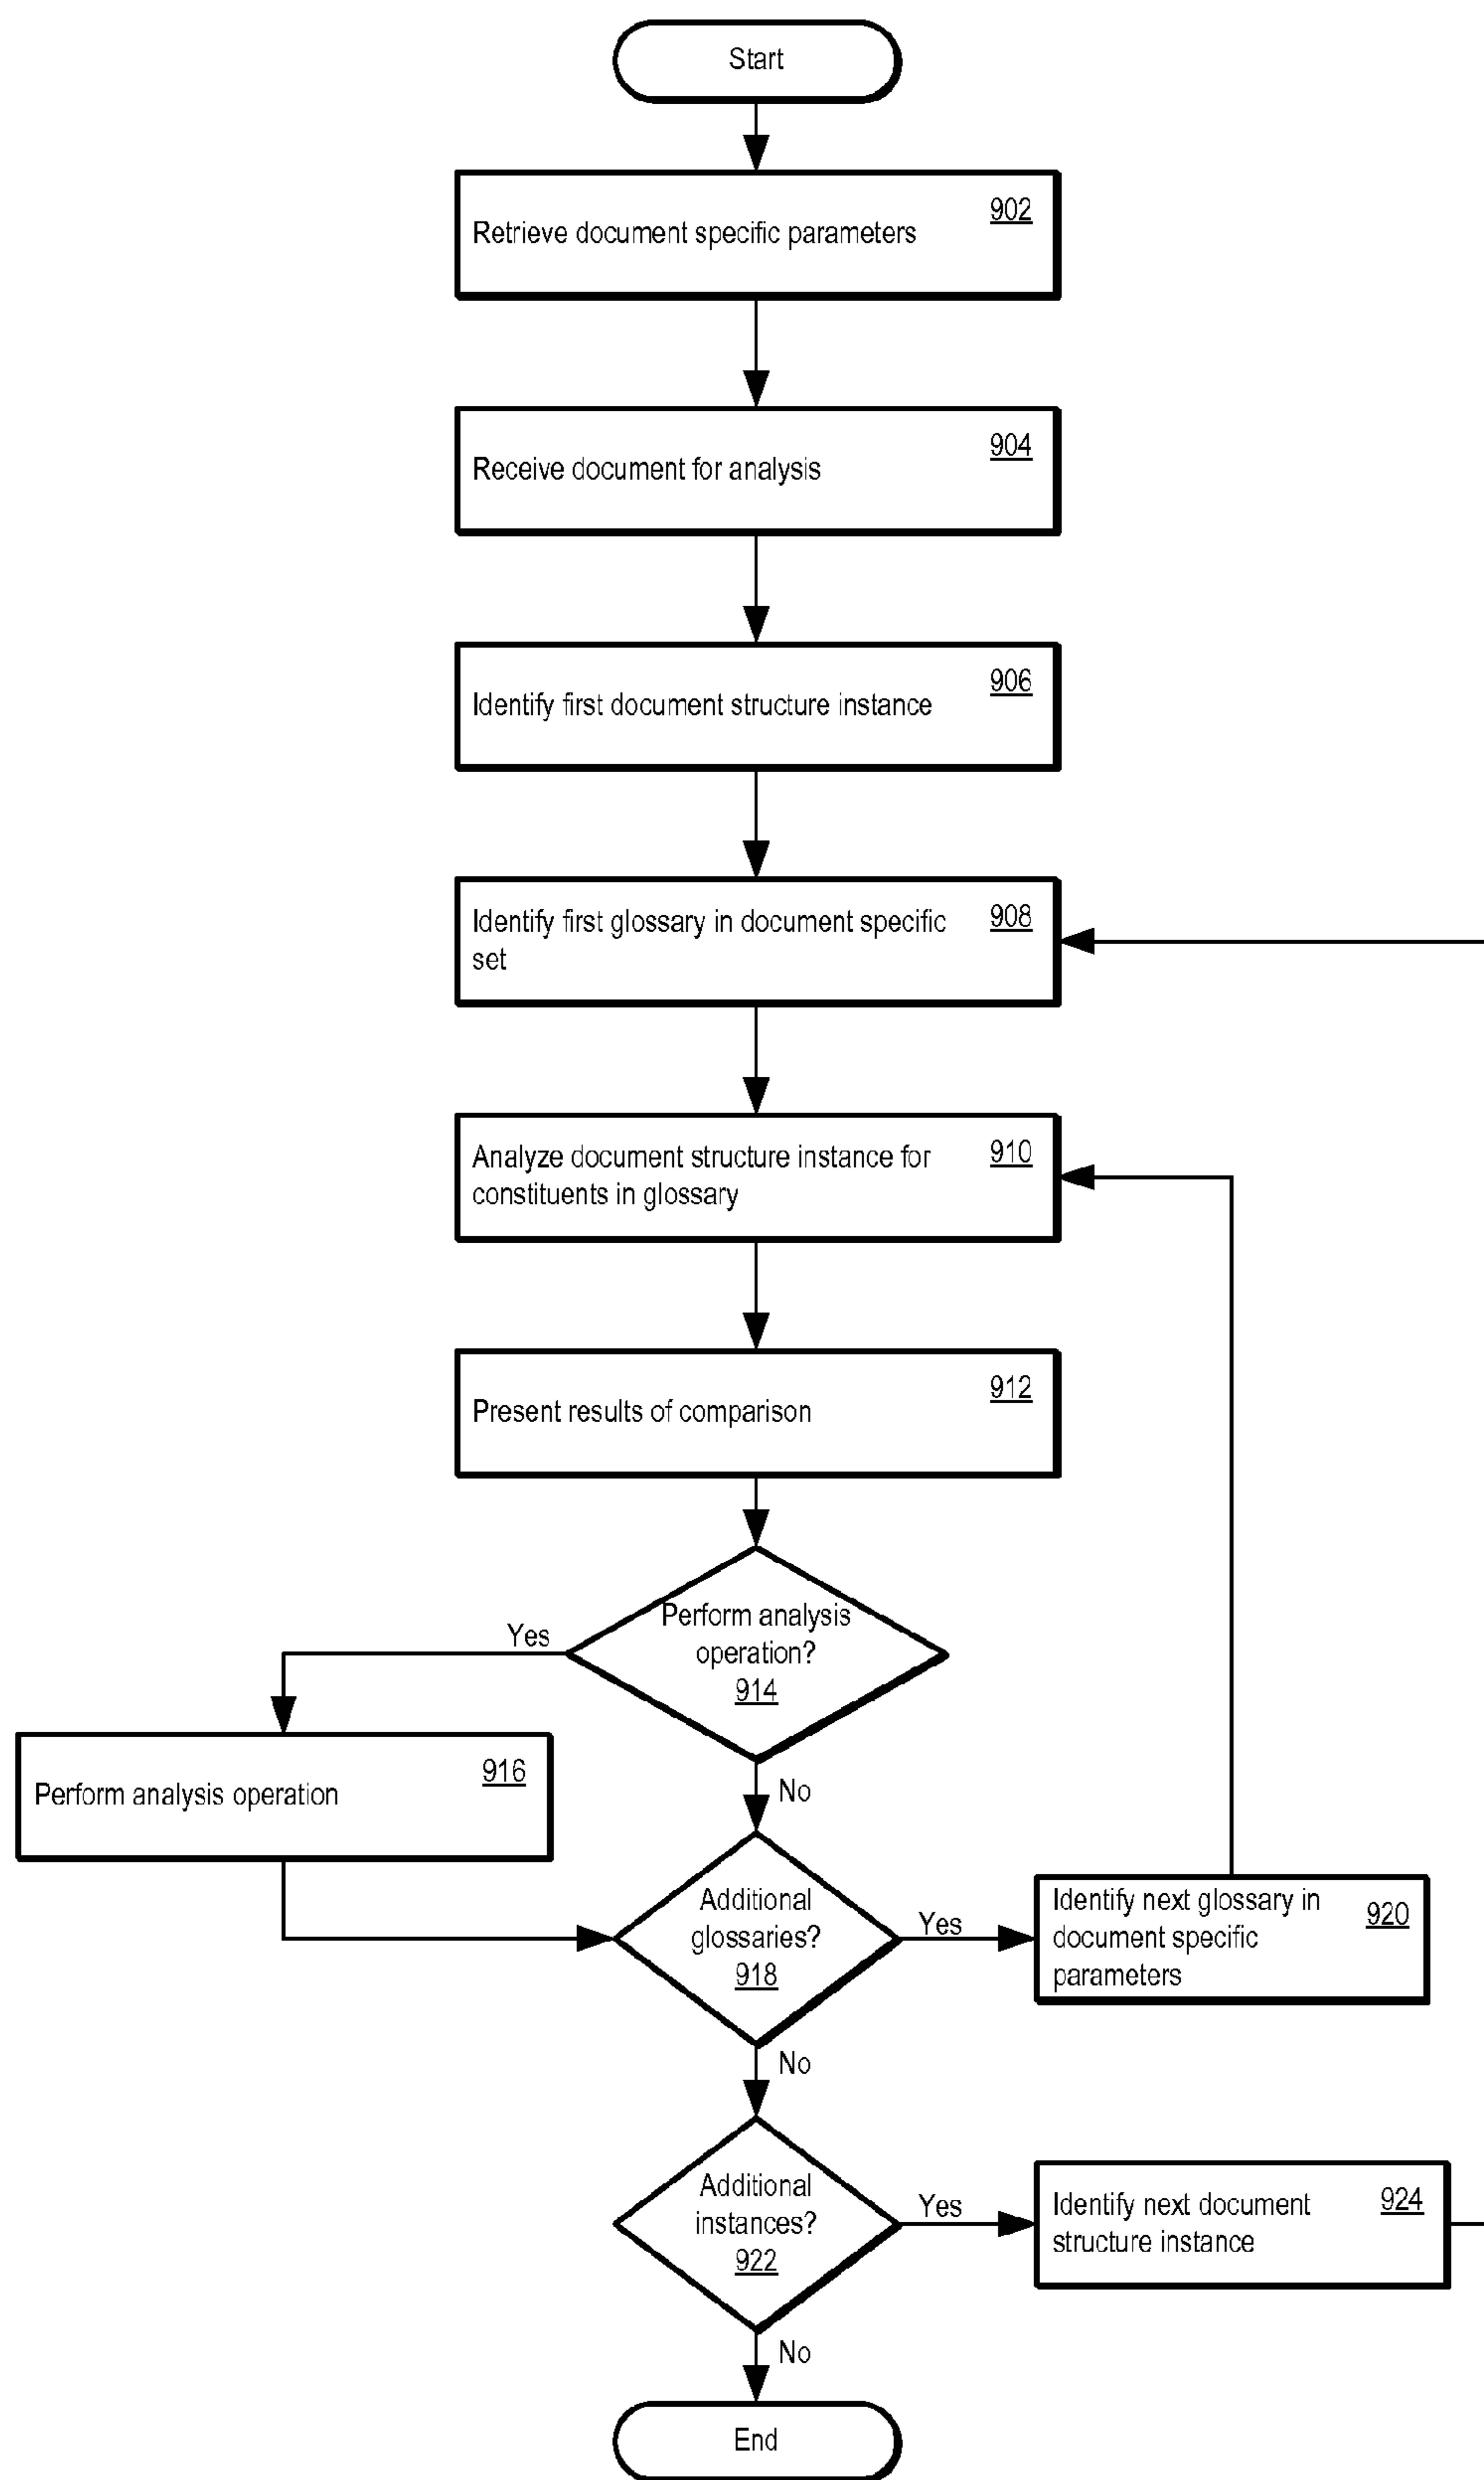 Start
902
Retrieve document specific parameters
904
Receive document for analysis
906
Identify first document structure instance
Identify first glossary in document specific 908
set
Analyze document structure instance for 910
constituents in glossary
912
Present results of comparison
Perform analysis
operation?
914
Yes
916
Perform analysis operation
No
Additional
glossaries?
918
Yes
Identify next glossary in
document specific
parameters
920
No
Additional
instances?
922
Yes
Identify next document 924
structure instance
No
End